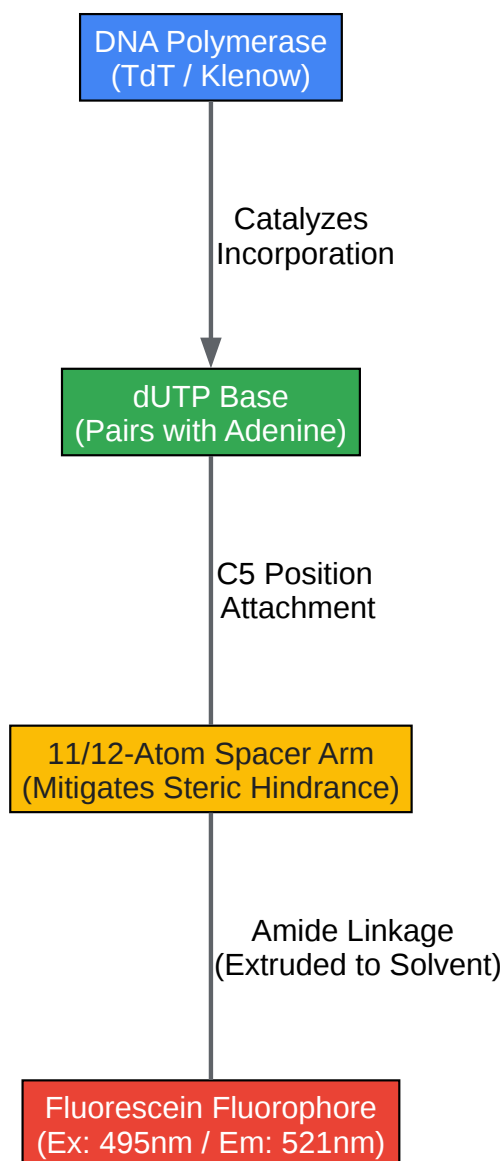 DNA Polymerase
(TdT / Klenow)
Catalyzes
Incorporation
dUTP Base
(Pairs with Adenine)
C5 Position
Attachment
11/12-Atom Spacer Arm
(Mitigates Steric Hindrance)
Amide Linkage
(Extruded to Solvent)
Fluorescein Fluorophore
(Ex: 495nm / Em: 521nm)